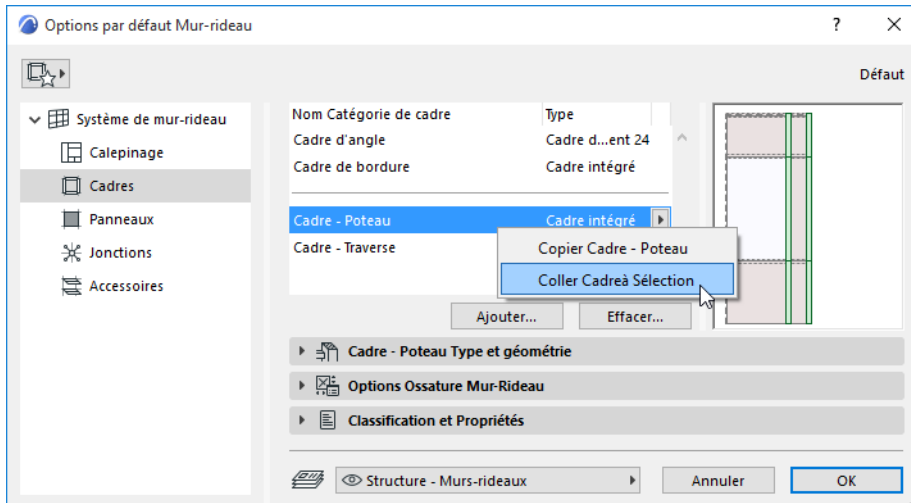 Options par défaut Mur-rideau ?
Défaut
Système de mur-rideau
Calepinage
Cadres
Panneaux
Jonctions
Accessoires
Nom Catégorie de cadre Type
Cadre d'angle Cadre d...ent 24
Cadre de bordure Cadre intégré
Cadre - Poteau Cadre intégré
Cadre - Traverse
Copier Cadre - Poteau
Coller Cadreà Sélection
Ajouter... Effacer...
Cadre - Poteau Type et géométrie
Options Ossature Mur-Rideau
Classification et Propriétés
Structure - Murs-rideaux Annuler OK